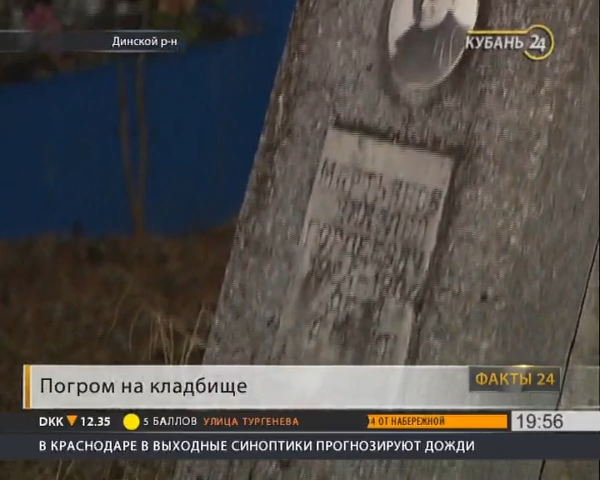 Динской р-н
КУБАНЬ 24
Погром на кладбище
ФАКТЫ 24
DKK 12.35 5 БАЛЛОВ УЛИЦА ТУРГЕНЕВА 4 ОТ НАБЕРЕЖНОЙ 19:56
В КРАСНОДАРЕ В ВЫХОДНЫЕ СИНОПТИКИ ПРОГНОЗИРУЮТ ДОЖДИ